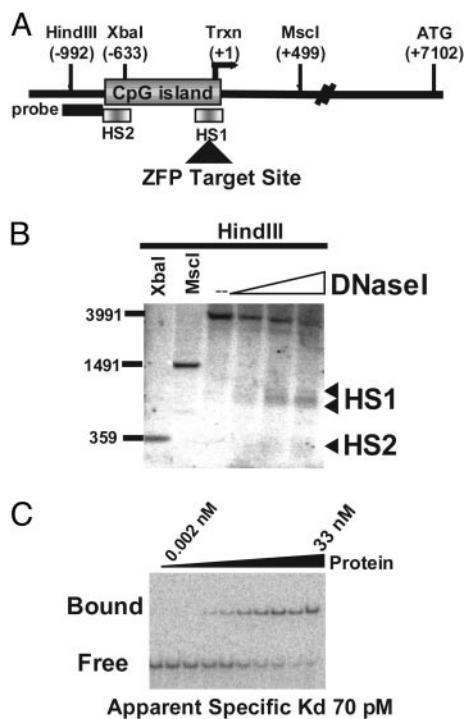 A
HindIII XbaI Trxn MscI ATG
(-992) (-633) (+1) (+499) (+7102)
CpG island
probe
HS2 HS1
ZFP Target Site
B
HindIII
XbaI MscI -- DNaseI
3991
1491
HS1
359
HS2
C
0.002 nM 33 nM
Protein
Bound
Free
Apparent Specific Kd 70 pM